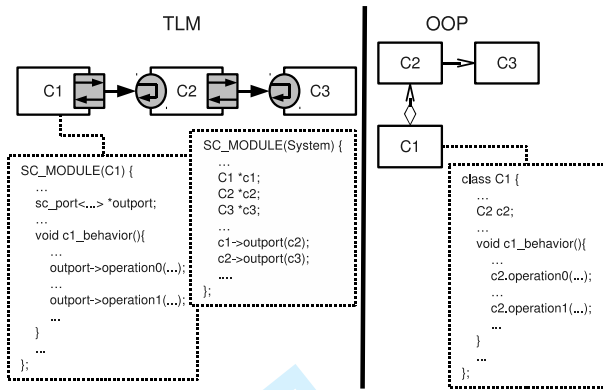 TLM
C1
C2
C3
SC_MODULE(C1) {
...
sc_port<...> *outport;
...
void c1_behavior(){
...
outport->operation0(...);
...
outport->operation1(...);
...
}
...
};
SC_MODULE(System) {
...
C1 *c1;
C2 *c2;
C3 *c3;
...
c1->outport(c2);
c2->outport(c3);
....
};
OOP
C2
C3
C1
class C1 {
...
C2 c2;
...
void c1_behavior(){
...
c2.operation0(...);
...
c2.operation1(...);
...
}
...
};